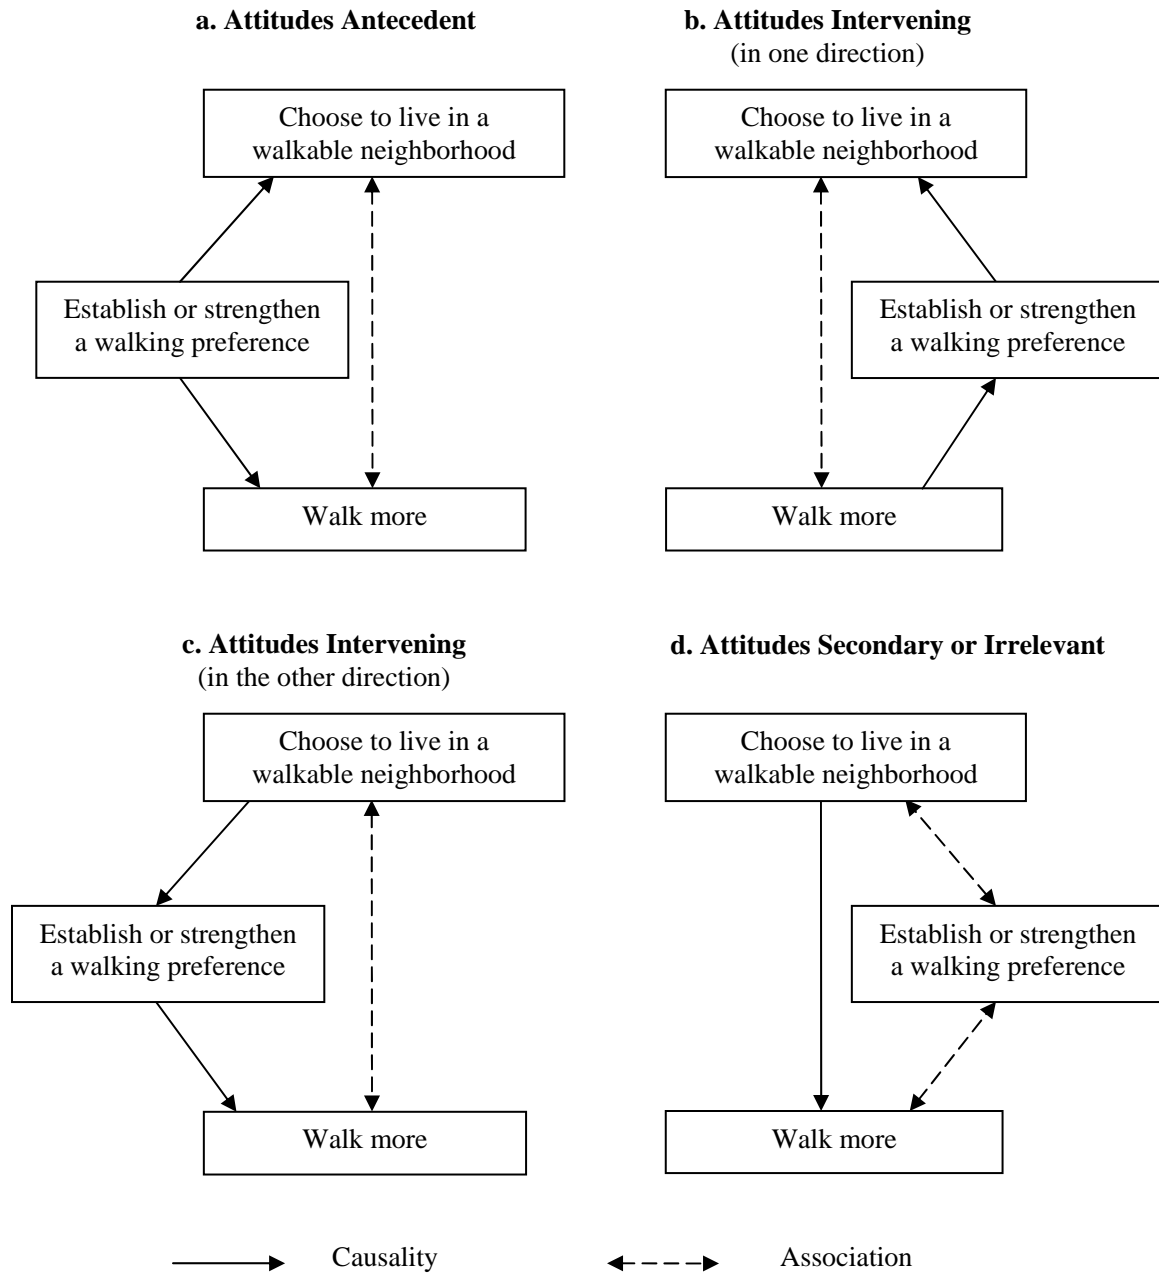 a. Attitudes Antecedent
Choose to live in a
walkable neighborhood
Establish or strengthen
a walking preference
Walk more
b. Attitudes Intervening
(in one direction)
Choose to live in a
walkable neighborhood
Establish or strengthen
a walking preference
Walk more
c. Attitudes Intervening
(in the other direction)
Choose to live in a
walkable neighborhood
Establish or strengthen
a walking preference
Walk more
d. Attitudes Secondary or Irrelevant
Choose to live in a
walkable neighborhood
Establish or strengthen
a walking preference
Walk more
Causality
Association